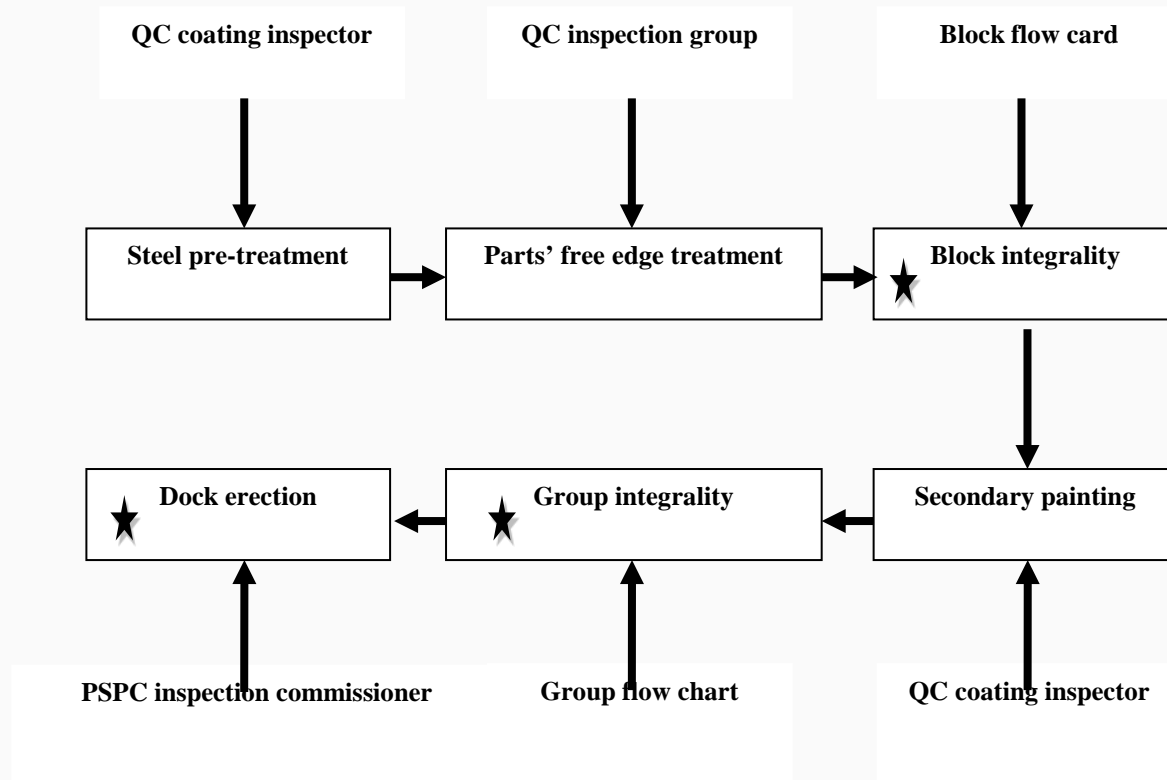 QC coating inspector
QC inspection group
Block flow card
Steel pre-treatment
Parts’ free edge treatment
Block integrality
Dock erection
Group integrality
Secondary painting
PSPC inspection commissioner
Group flow chart
QC coating inspector